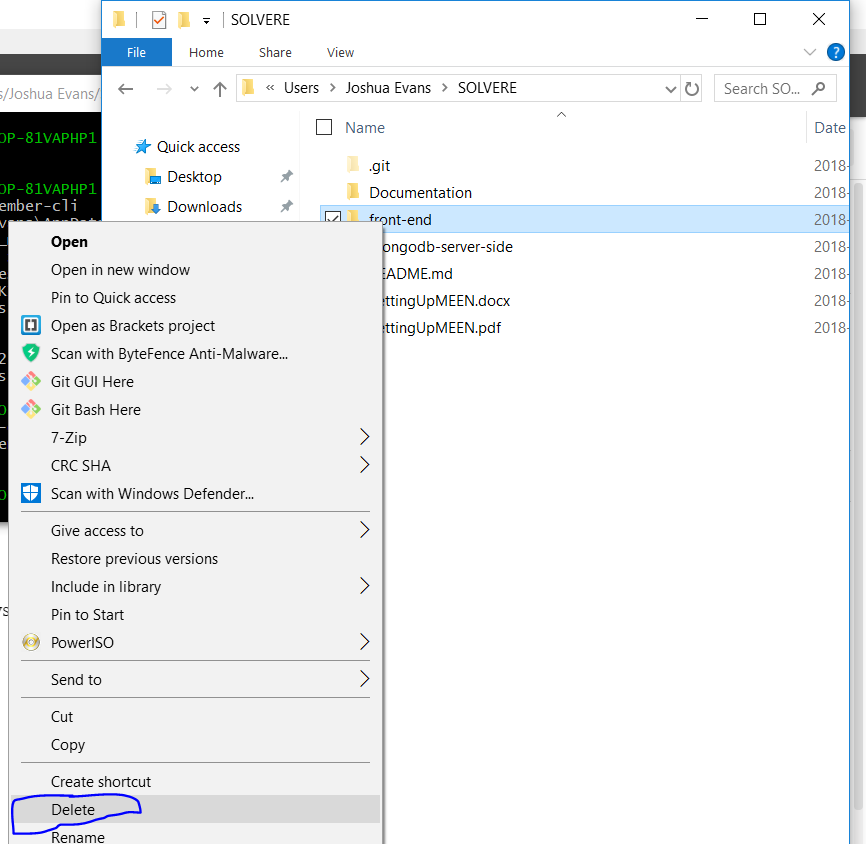 SOLVERE
File Home Share View
« Users > Joshua Evans > SOLVERE
Search SO...
Name
Date
Quick access
Desktop
Downloads
.git
2018-
Documentation
2018-
front-end
2018-
ongodb-server-side
2018-
EADME.md
2018-
ettingUpMEEN.docx
2018-
ettingUpMEEN.pdf
2018-
s/Joshua Evans/
OP-81VAPHP1
OP-81VAPHP1
ember-cli
Open
Open in new window
Pin to Quick access
Open as Brackets project
Scan with ByteFence Anti-Malware...
Git GUI Here
Git Bash Here
7-Zip
CRC SHA
Scan with Windows Defender...
Give access to
Restore previous versions
Include in library
Pin to Start
PowerISO
Send to
Cut
Copy
Create shortcut
Delete
Rename